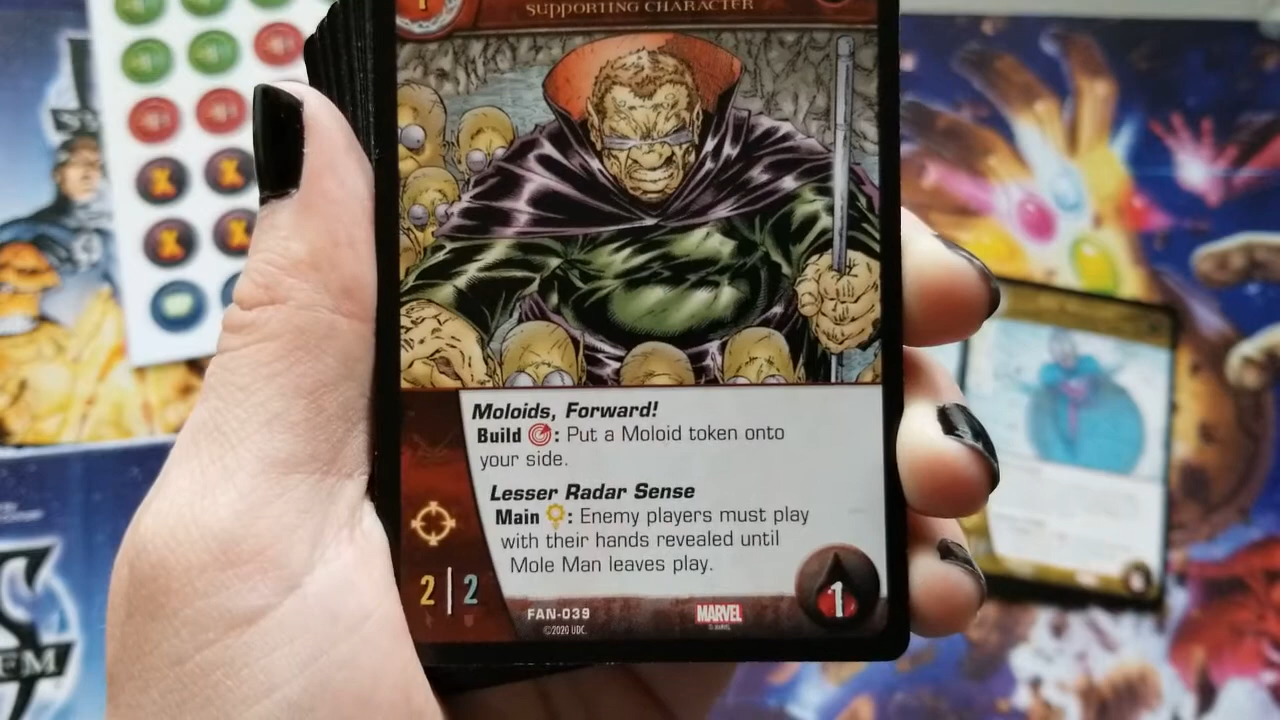 SUPPORTING CHARACTER
Moloids, Forward!
Build : Put a Moloid token onto
your side.
Lesser Radar Sense
Main : Enemy players must play
with their hands revealed until
Mole Man leaves play.
2 | 2
FAN-039
©2020 UDC.
MARVEL
1